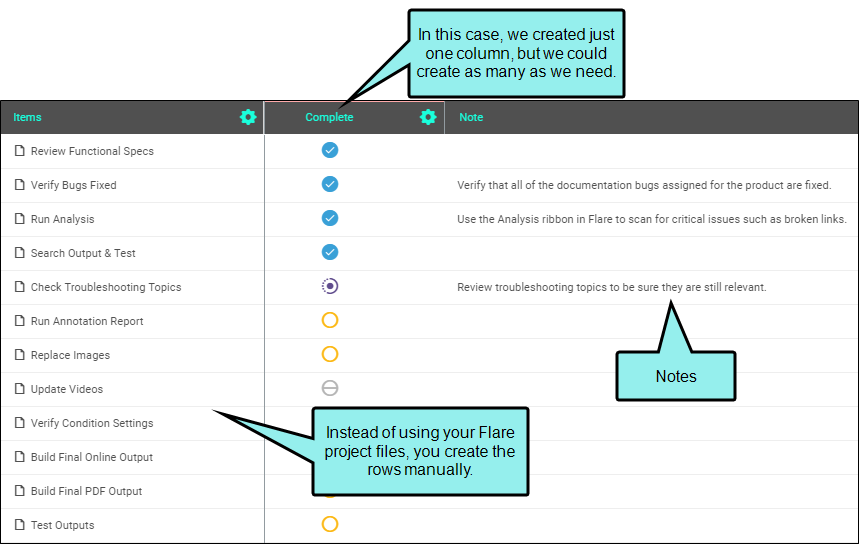 In this case, we created just
one column, but we could
create as many as we need.
Items Complete Note
Review Functional Specs
Verify Bugs Fixed Verify that all of the documentation bugs assigned for the product are fixed.
Run Analysis Use the Analysis ribbon in Flare to scan for critical issues such as broken links.
Search Output & Test
Check Troubleshooting Topics Review troubleshooting topics to be sure they are still relevant.
Run Annotation Report
Replace Images
Notes
Update Videos
Verify Condition Settings
Instead of using your Flare
project files, you create the
rows manually.
Build Final Online Output
Build Final PDF Output
Test Outputs